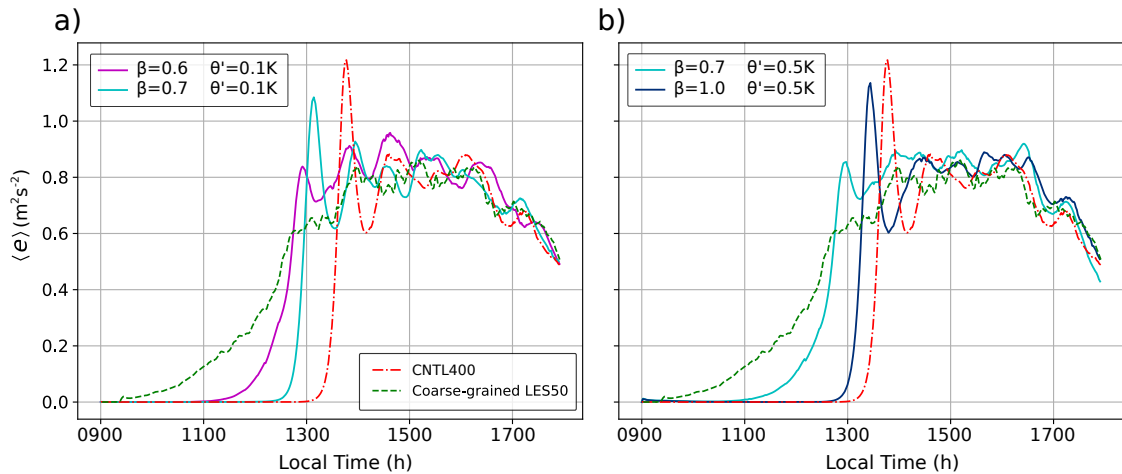 a)
β=0.6 θ'=0.1K
β=0.7 θ'=0.1K
1.2
1.0
0.8
0.6
0.4
0.2
0.0
⟨e⟩ (m²s⁻²)
CNTL400
Coarse-grained LES50
0900 1100 1300 1500 1700
Local Time (h)
b)
β=0.7 θ'=0.5K
β=1.0 θ'=0.5K
0900 1100 1300 1500 1700
Local Time (h)